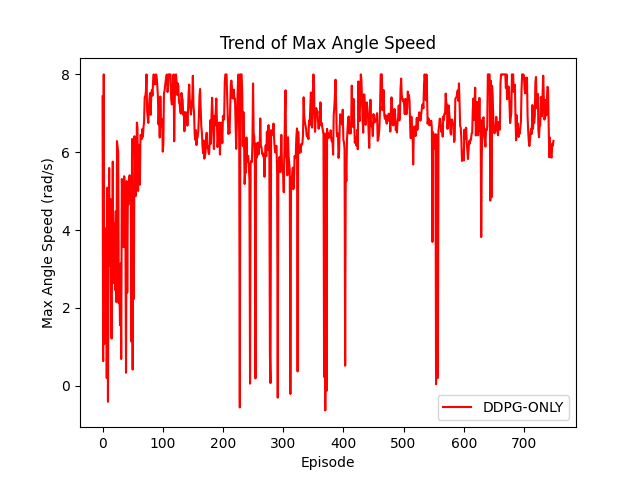 Trend of Max Angle Speed
Max Angle Speed (rad/s)
8
6
4
2
0
0 100 200 300 400 500 600 700
Episode
DDPG-ONLY